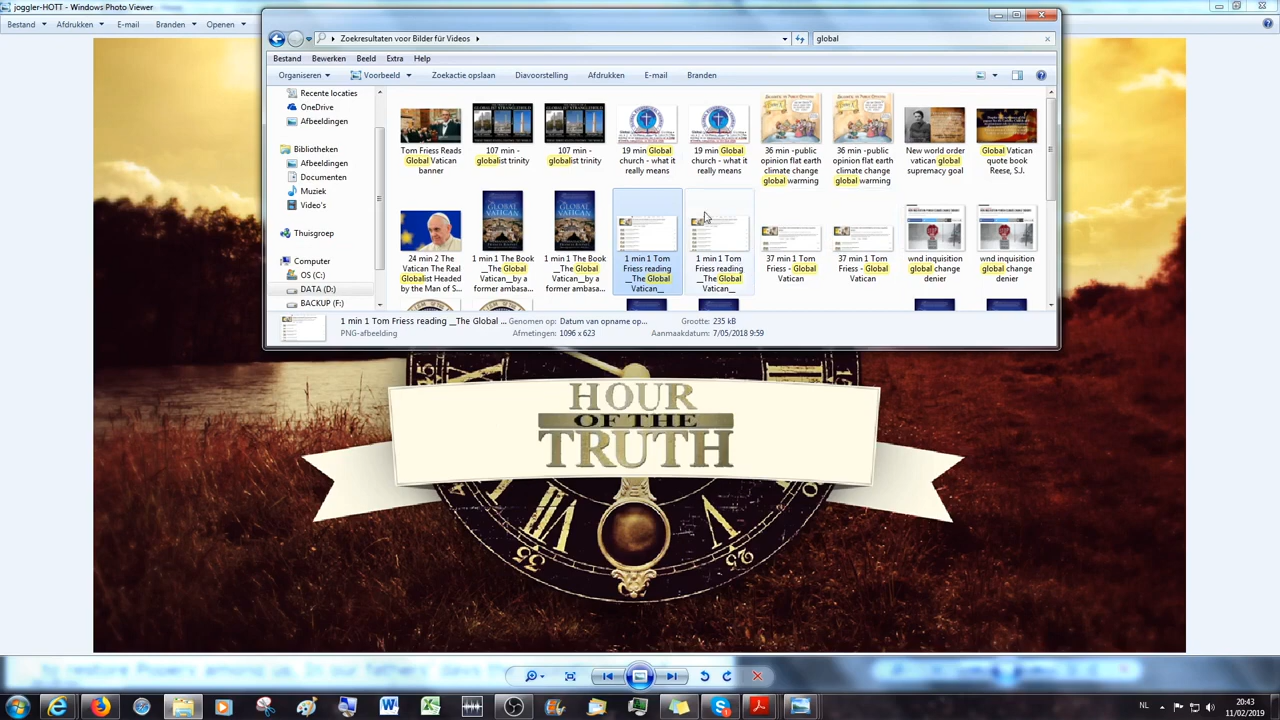 joggler-HOTT - Windows Photo Viewer
Bestand Afdrukken E-mail Branden Openen
Zoekresultaten voor Bilder für Videos
global
Bestand Bewerken Beeld Extra Help
Organiseren Voorbeeld Zoekactie opslaan Diavoorstelling Afdrukken E-mail Branden
Recente locaties
OneDrive
Afbeeldingen
Bibliotheken
Afbeeldingen
Documenten
Muziek
Video's
Thuisgroep
Computer
OS (C:)
DATA (D:)
BACKUP (F:)
Tom Friess Reads
Global Vatican
banner
107 min -
globalist trinity
107 min -
globalist trinity
19 min Global
church - what it
really means
19 min Global
church - what it
really means
36 min -public
opinion flat earth
climate change
global warming
36 min -public
opinion flat earth
climate change
global warming
New world order
vatican global
supremacy goal
Global Vatican
quote book
Reese, S.J.
24 min 2 The
Vatican The Real
Globalist Headed
by the Man of S...
1 min 1 The Book
__The Global
Vatican__by a
former ambasa...
1 min 1 The Book
__The Global
Vatican__by a
former ambasa...
1 min 1 Tom
Friess reading
__The Global
Vatican__
1 min 1 Tom
Friess reading
__The Global
Vatican__
37 min 1 Tom
Friess - Global
Vatican
37 min 1 Tom
Friess - Global
Vatican
wnd inquisition
global change
denier
wnd inquisition
global change
denier
1 min 1 Tom Friess reading __The Global ... Genomen op: Datum van opname op... Grootte: 235 kB
PNG-afbeelding Afmetingen: 1096 x 623 Aanmaakdatum: 7/05/2018 9:59
HOUR
OF THE
TRUTH
NL
20:43
11/02/2019